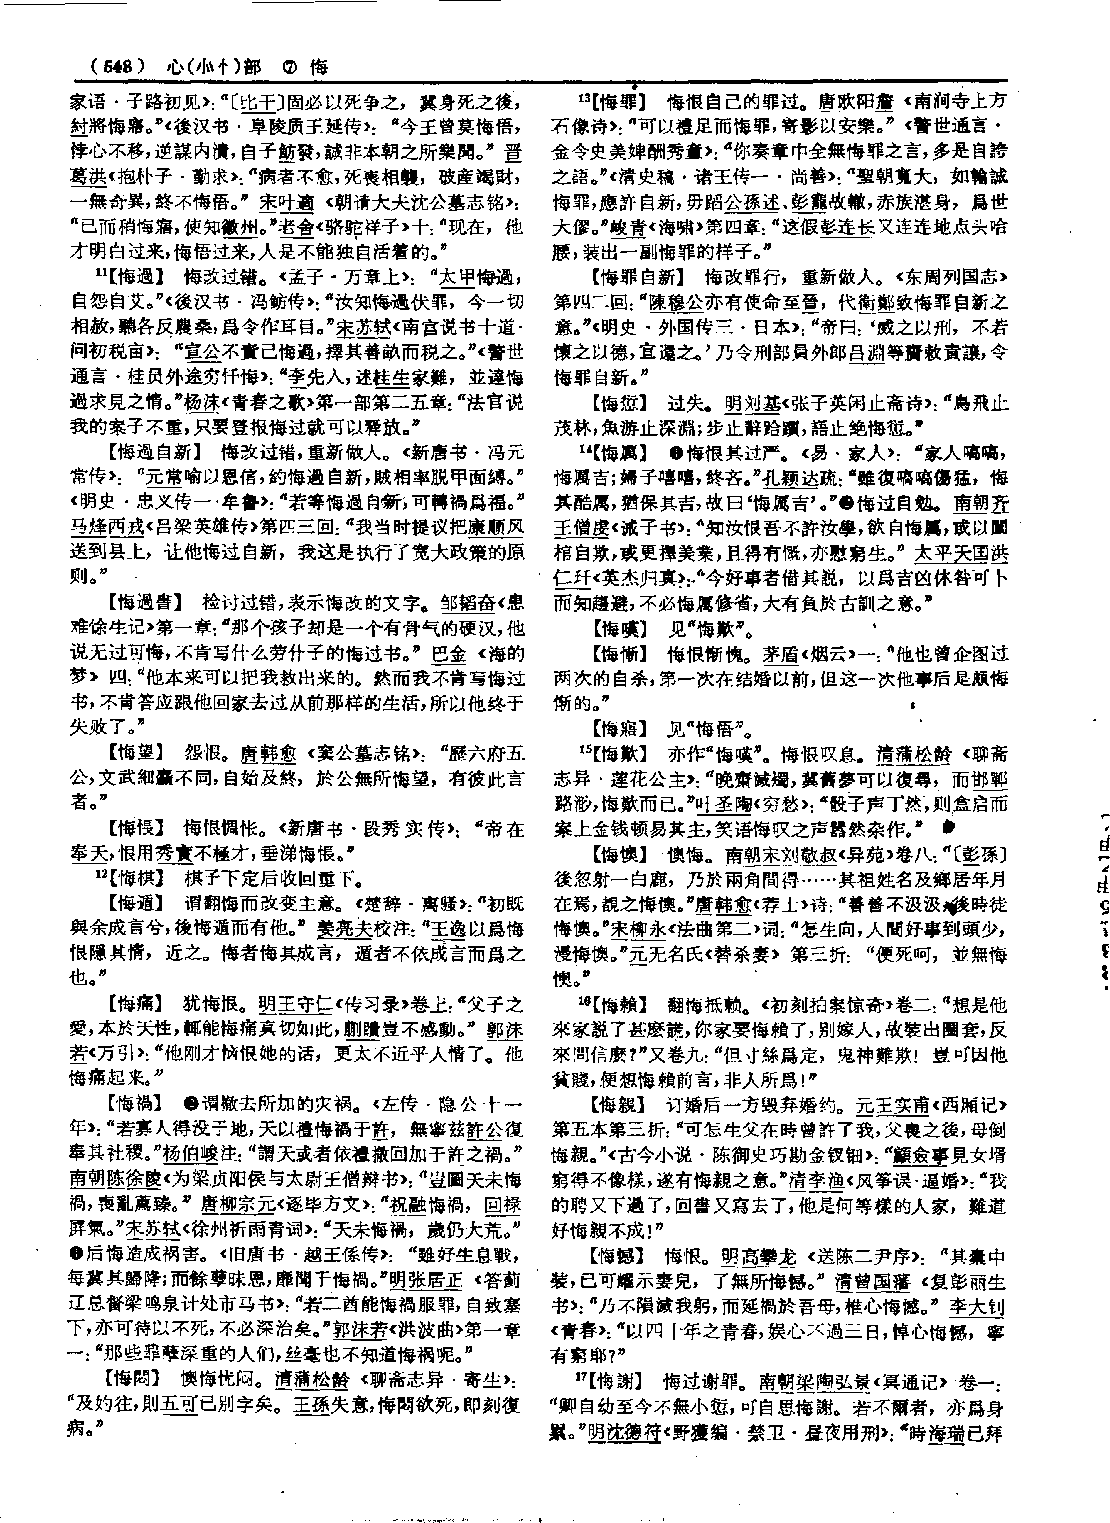 （548） 心(小忄)部 ⑦ 悔
家语·子路初见》：“〔比干〕固必以死争之，冀身死之後，
紂將悔寤。”《後汉书·阜陵质王延传》：“今王曾莫悔悟，
悖心不移，逆謀内潰，自子魴發，誠非本朝之所樂聞。”晋
葛洪《抱朴子·勤求》：“病者不愈，死喪相襲，破産竭財，
一無奇異，終不悔悟。”宋叶適《朝请大夫沈公墓志铭》：
“已而稍悔寤，使知徽州。”老舍《骆驼祥子》十：“现在，他
才明白过来，悔悟过来，人是不能独自活着的。”
11【悔過】 悔改过错。《孟子·万章上》：“太甲悔過，
自怨自艾。”《後汉书·冯鲂传》：“汝知悔過伏罪，今一切
相赦，聽各反農桑，爲令作耳目。”宋苏轼《南宫说书十道·
问初税亩》：“宣公不責己悔過，擇其善畝而税之。”《警世
通言·桂员外途穷忏悔》：“李先入，述桂生家難，並達悔
過求見之情。”杨沫《青春之歌》第一部第二五章：“法官说
我的案子不重，只要登报悔过就可以释放。”
【悔過自新】 悔改过错，重新做人。《新唐书·冯元
常传》：“元常喻以恩信，約悔過自新，賊相率脱甲面縛。”
《明史·忠义传一·牟鲁》：“若等悔過自新，可轉禍爲福。”
马烽西戎《吕梁英雄传》第四三回：“我当时提议把康顺风
送到县上，让他悔过自新，我这是执行了宽大政策的原
则。”
【悔過書】 检讨过错，表示悔改的文字。邹韬奋《患
难馀生记》第一章：“那个孩子却是一个有骨气的硬汉，他
说无过可悔，不肯写什么劳什子的悔过书。”巴金《海的
梦》四：“他本来可以把我救出来的。然而我不肯写悔过
书，不肯答应跟他回家去过从前那样的生活，所以他终于
失败了。”
【悔望】 怨恨。唐韩愈《窦公墓志铭》：“歷六府五
公，文武細麤不同，自始及終，於公無所悔望，有彼此言
者。”
【悔悵】 悔恨惆怅。《新唐书·段秀实传》：“帝在
奉天，恨用秀實不極才，垂涕悔悵。”
12【悔棋】 棋子下定后收回重下。
【悔遁】 谓翻悔而改变主意。《楚辞·离骚》：“初既
與余成言兮，後悔遁而有他。”姜亮夫校注：“王逸以爲悔
恨隱其情，近之。悔者悔其成言，遁者不依成言而爲之
也。”
【悔痛】 犹悔恨。明王守仁《传习录》卷上：“父子之
愛，本於天性，輒能悔痛真切如此，蒯聵豈不感動。”郭沫
若《万引》：“他刚才恼恨她的话，更太不近乎人情了。他
悔痛起来。”
【悔禍】 ❶谓撤去所加的灾祸。《左传·隐公十一
年》：“若寡人得没于地，天以禮悔禍于許，無寧兹許公復
奉其社稷。”杨伯峻注：“謂天或者依禮撤回加于許之禍。”
南朝陈徐陵《为梁贞阳侯与太尉王僧辩书》：“豈圖天未悔
禍，喪亂薦臻。”唐柳宗元《逐毕方文》：“祝融悔禍，回禄
屏氣。”宋苏轼《徐州祈雨青词》：“天未悔禍，歲仍大荒。”
❷后悔造成祸害。《旧唐书·越王係传》：“雖好生息戰，
每冀其歸降；而餘孽昧恩，靡聞于悔禍。”明张居正《答蓟
辽总督梁鸣泉计处市马书》：“若二酋能悔禍服罪，自致塞
下，亦可待以不死，不必深治矣。”郭沫若《洪波曲》第一章
一：“那些罪孽深重的人们，丝毫也不知道悔祸呢。”
【悔悶】 懊悔忧闷。清蒲松龄《聊斋志异·寄生》：
“及约往，則五可已别字矣。王孫失意，悔悶欲死，即刻復
病。”
13【悔罪】 悔恨自己的罪过。唐欧阳詹《南涧寺上方
石像诗》：“可以禮足而悔罪，寄影以安樂。”《警世通言·
金令史美婢酬秀童》：“你奏章中全無悔罪之言，多是自誇
之語。”《清史稿·诸王传一·尚善》：“聖朝寬大，如輸誠
悔罪，應許自新，毋蹈公孫述、彭寵故轍，赤族湛身，爲世
大僇。”峻青《海啸》第四章：“这假彭连长又连连地点头哈
腰，装出一副悔罪的样子。”
【悔罪自新】 悔改罪行，重新做人。《东周列国志》
第四二回：“陳穆公亦有使命至晉，代衛鄭致悔罪自新之
意。”《明史·外国传三·日本》：“帝曰：‘威之以刑，不若
懷之以德，宜還之。’乃令刑部員外郎吕淵等齎敕責讓，令
悔罪自新。”
【悔愆】 过失。明刘基《张子英闲止斋诗》：“鳥飛止
茂林，魚游止深淵；步止辭跲躓，語止絶悔愆。”
14【悔厲】 ❶悔恨其过严。《易·家人》：“家人嗃嗃，
悔厲吉；婦子嘻嘻，終吝。”孔颖达疏：“雖復嗃嗃傷猛，悔
其酷厲，猶保其吉，故曰‘悔厲吉’。”❷悔过自勉。南朝齐
王僧虔《诫子书》：“知汝恨吾不許汝學，欲自悔厲，或以闔
棺自欺，或更擇美業，且得有慨，亦慰窮生。”太平天国洪
仁玕《英杰归真》：“今好事者借其説，以爲吉凶休咎可卜
而知趨避，不必悔厲修省，大有負於古訓之意。”
【悔嘆】 见“悔歎”。
【悔慚】 悔恨惭愧。茅盾《烟云》一：“他也曾企图过
两次的自杀，第一次在结婚以前，但这一次他事后是颇悔
惭的。”
【悔寤】 见“悔悟”。
15【悔歎】 亦作“悔嘆”。悔恨叹息。清蒲松龄《聊斋
志异·莲花公主》：“晚齋滅燭，冀舊夢可以復尋，而邯鄲
路渺，悔歎而已。”叶圣陶《穷愁》：“骰子声丁然，则盒启而
案上金钱顿易其主，笑语悔叹之声嚣然杂作。”
【悔懊】 懊悔。南朝宋刘敬叔《异苑》卷八：“〔彭孫〕
後忽射一白鹿，乃於兩角間得……其祖姓名及鄉居年月
在焉，覩之悔懊。”唐韩愈《荐士》诗：“善善不汲汲，後時徒
悔懊。”宋柳永《法曲第二》词：“怎生向，人間好事到頭少，
漫悔懊。”元无名氏《替杀妻》第三折：“便死呵，並無悔
懊。”
16【悔賴】 翻悔抵赖。《初刻拍案惊奇》卷二：“想是他
來家説了甚麽謊，你家要悔賴了，别嫁人，故裝出圈套，反
來問信麽？”又卷九：“但寸絲爲定，鬼神難欺！豈可因他
貧賤，便想悔賴前言，非人所爲！”
【悔親】 订婚后一方毁弃婚约。元王实甫《西厢记》
第五本第三折：“可怎生父在時曾許了我，父喪之後，母倒
悔親。”《古今小说·陈御史巧勘金钗钿》：“顧僉事見女壻
窮得不像樣，遂有悔親之意。”清李渔《风筝误·逼婚》：“我
的聘又下過了，回書又寫去了，他是何等樣的人家，難道
好悔親不成！”
【悔憾】 悔恨。明高攀龙《送陈二尹序》：“其橐中
裝，已可耀示妻兒，了無所悔憾。”清曾国藩《复彭丽生
书》：“乃不隕滅我躬，而延禍於吾母，椎心悔憾。”李大钊
《青春》：“以四十年之青春，娱心不過三日，悼心悔憾，寧
有窮耶？”
17【悔謝】 悔过谢罪。南朝梁陶弘景《冥通记》卷一：
“卿自幼至今不無小愆，可自思悔謝。若不爾者，亦爲身
累。”明沈德符《野獲编·禁卫·昼夜用刑》：“時海瑞已拜